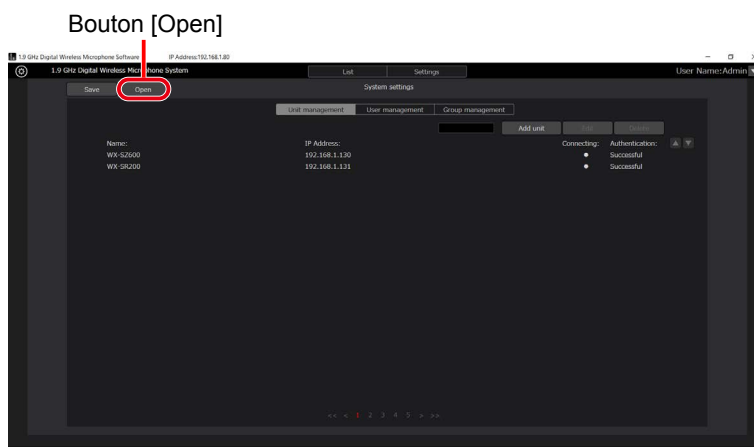 Bouton [Open]
1.9 GHz Digital Wireless Microphone Software IP Address:192.168.1.80
1.9 GHz Digital Wireless Microphone System List Settings User Name:Admin
Save Open System settings
Unit management User management Group management
Add unit Edit Delete
Name: IP Address: Connecting: Authentication:
WX-SZ600 192.168.1.130 Successful
WX-SR200 192.168.1.131 Successful
<< < 1 2 3 4 5 > >>